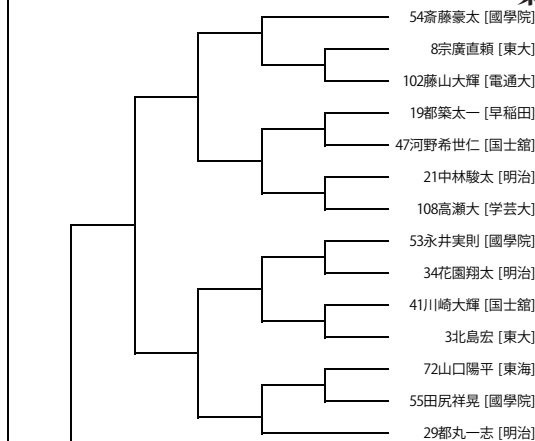 54斎藤豪太 [國學院]
8宗廣直頼 [東大]
102藤山大輝 [電通大]
19都築太一 [早稲田]
47河野希世仁 [国士舘]
21中林駿太 [明治]
108高瀬大 [学芸大]
53永井実則 [國學院]
34花園翔太 [明治]
41川崎大輝 [国士舘]
3北島宏 [東大]
72山口陽平 [東海]
55田尻祥晃 [國學院]
29都丸一志 [明治]